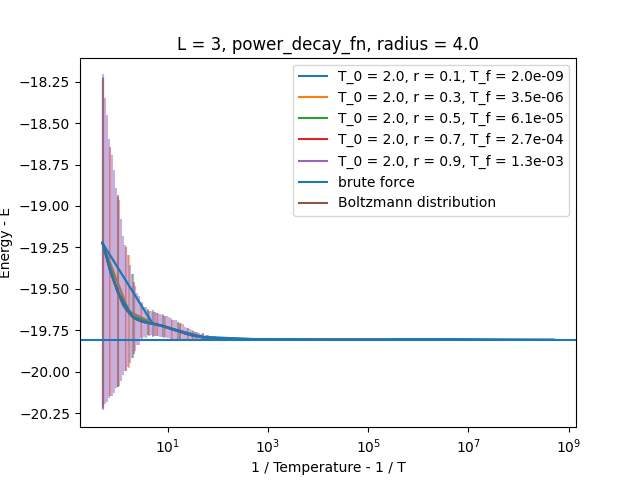 L = 3, power_decay_fn, radius = 4.0
T_0 = 2.0, r = 0.1, T_f = 2.0e-09
T_0 = 2.0, r = 0.3, T_f = 3.5e-06
T_0 = 2.0, r = 0.5, T_f = 6.1e-05
T_0 = 2.0, r = 0.7, T_f = 2.7e-04
T_0 = 2.0, r = 0.9, T_f = 1.3e-03
brute force
Boltzmann distribution
Energy - E
−18.25
−18.50
−18.75
−19.00
−19.25
−19.50
−19.75
−20.00
−20.25
10¹ 10³ 10⁵ 10⁷ 10⁹
1 / Temperature - 1 / T